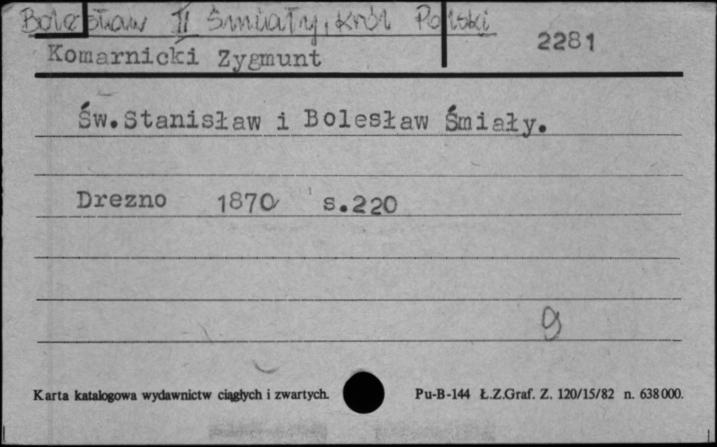 Bolesław II Śmiały, król Polski
2281
Komarnicki Zygmunt
Św.Stanisław i Bolesław Śmiały.
Drezno 1870 s.220
9
Karta katalogowa wydawnictw ciągłych i zwartych.
Pu-B-144 Ł.Z.Graf. Z. 120/15/82 n. 638000.